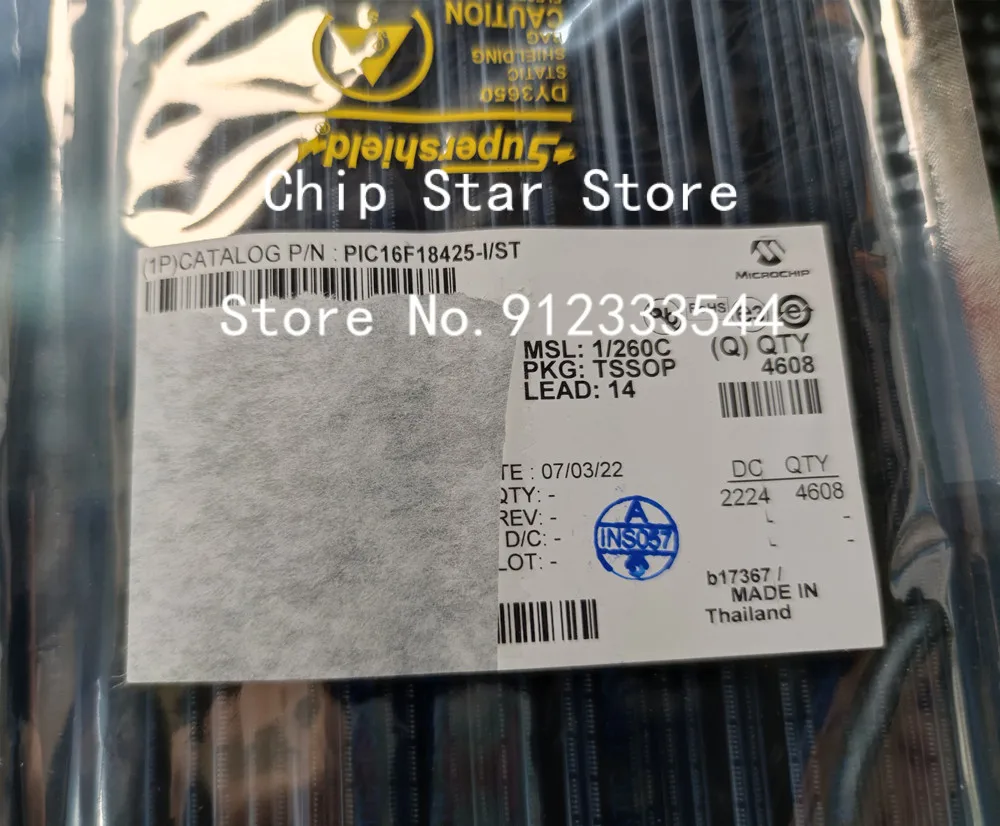 CAUTION
BAG
SHIELDING
STATIC
DY3650
Supershield®
Chip Star Store
(1P)CATALOG P/N : PIC16F18425-I/ST
MICROCHIP
Store No.912333544
RoHS e3 e
MSL: 1/260C (Q) QTY
PKG: TSSOP 4608
LEAD: 14
TE : 07/03/22 DC QTY
QTY: - 2224 4608
REV: - L -
D/C: - L -
LOT: -
A
INS057
b17367 /
MADE IN
Thailand